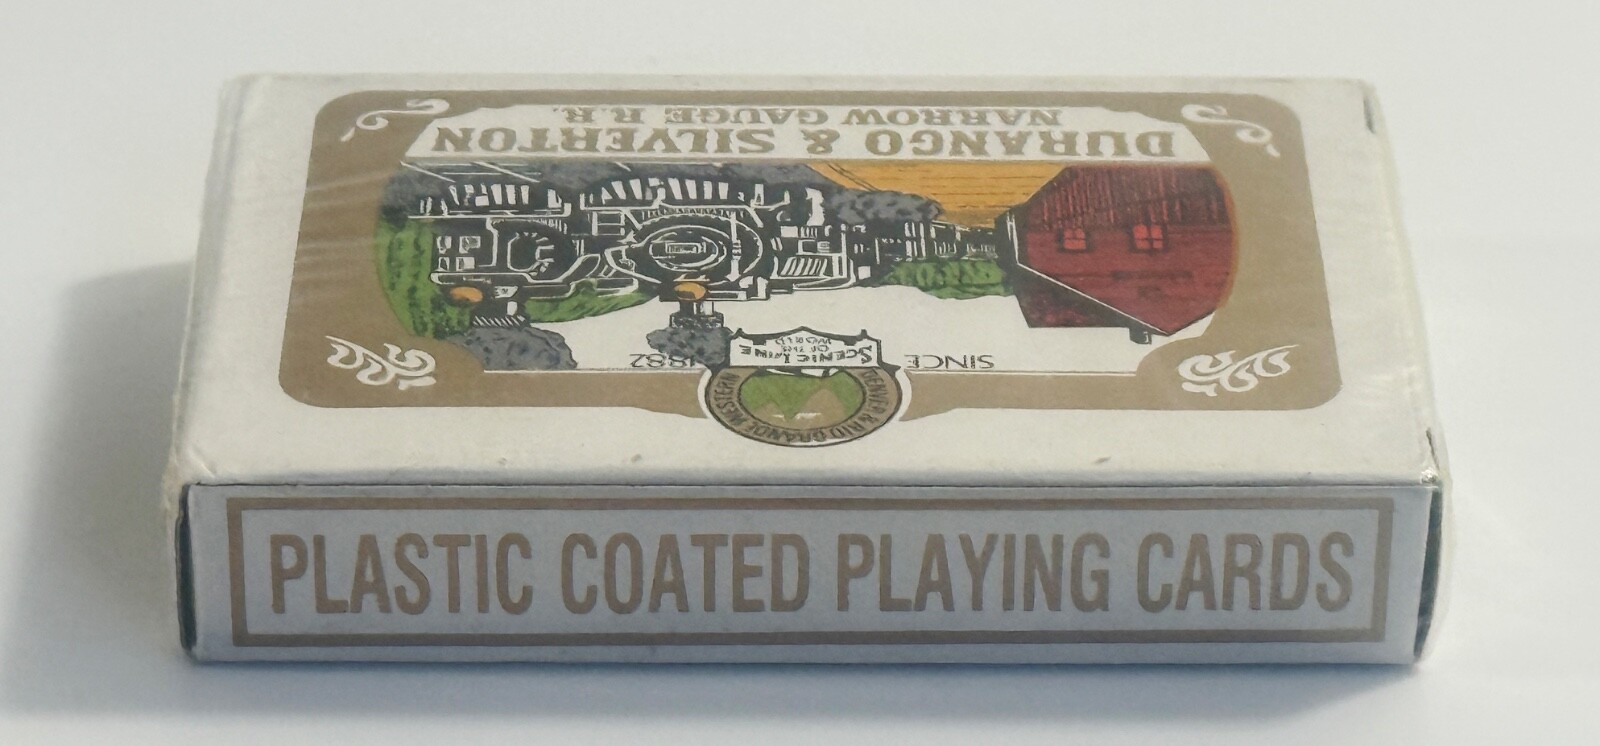 DURANGO & SILVERTON
NARROW GAUGE R.R.
SINCE 1882
SCENIC LINE
OF THE
WORLD
DENVER & RIO GRANDE WESTERN
PLASTIC COATED PLAYING CARDS